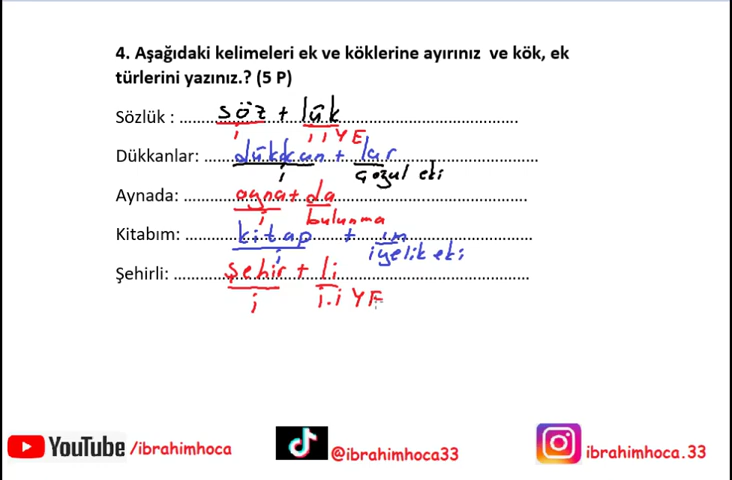 4. Aşağıdaki kelimeleri ek ve köklerine ayırınız ve kök, ek
türlerini yazınız.? (5 P)
Sözlük : ........söz + lük........
i iiYE
Dükkanlar: ......dükkan + lar........
i çoğul eki
Aynada: ........ayna + da........
i bulunma
Kitabım: ........kitap + ım........
i iyelik eki
Şehirli: ........şehir + li........
i i.i YE
YouTube /ibrahimhoca @ibrahimhoca33 ibrahimhoca.33